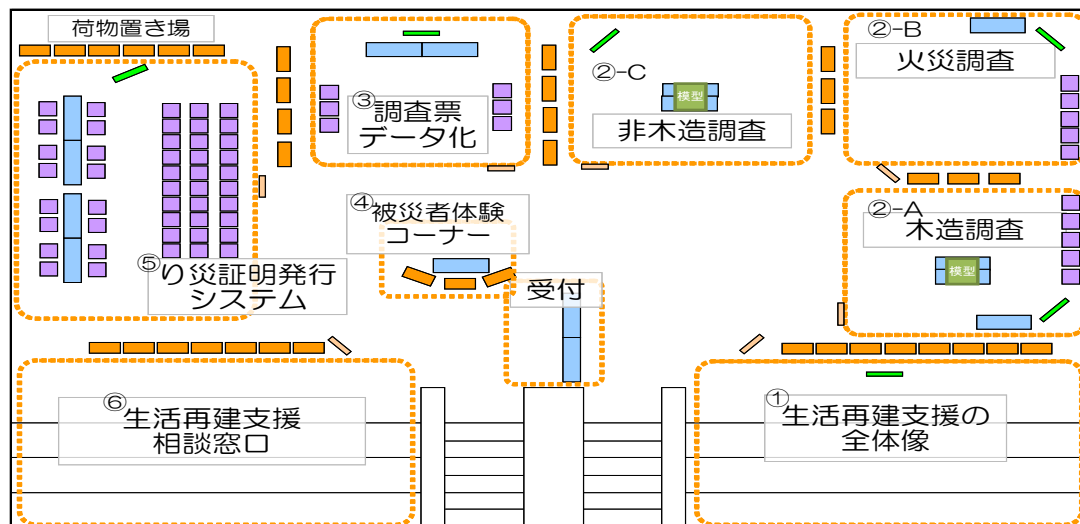 荷物置き場
③
調査票
データ化
②-C
模型
非木造調査
②-B
火災調査
④
被災者体験
コーナー
②-A
木造調査
模型
⑤
り災証明発行
システム
受付
⑥
生活再建支援
相談窓口
①
生活再建支援の
全体像